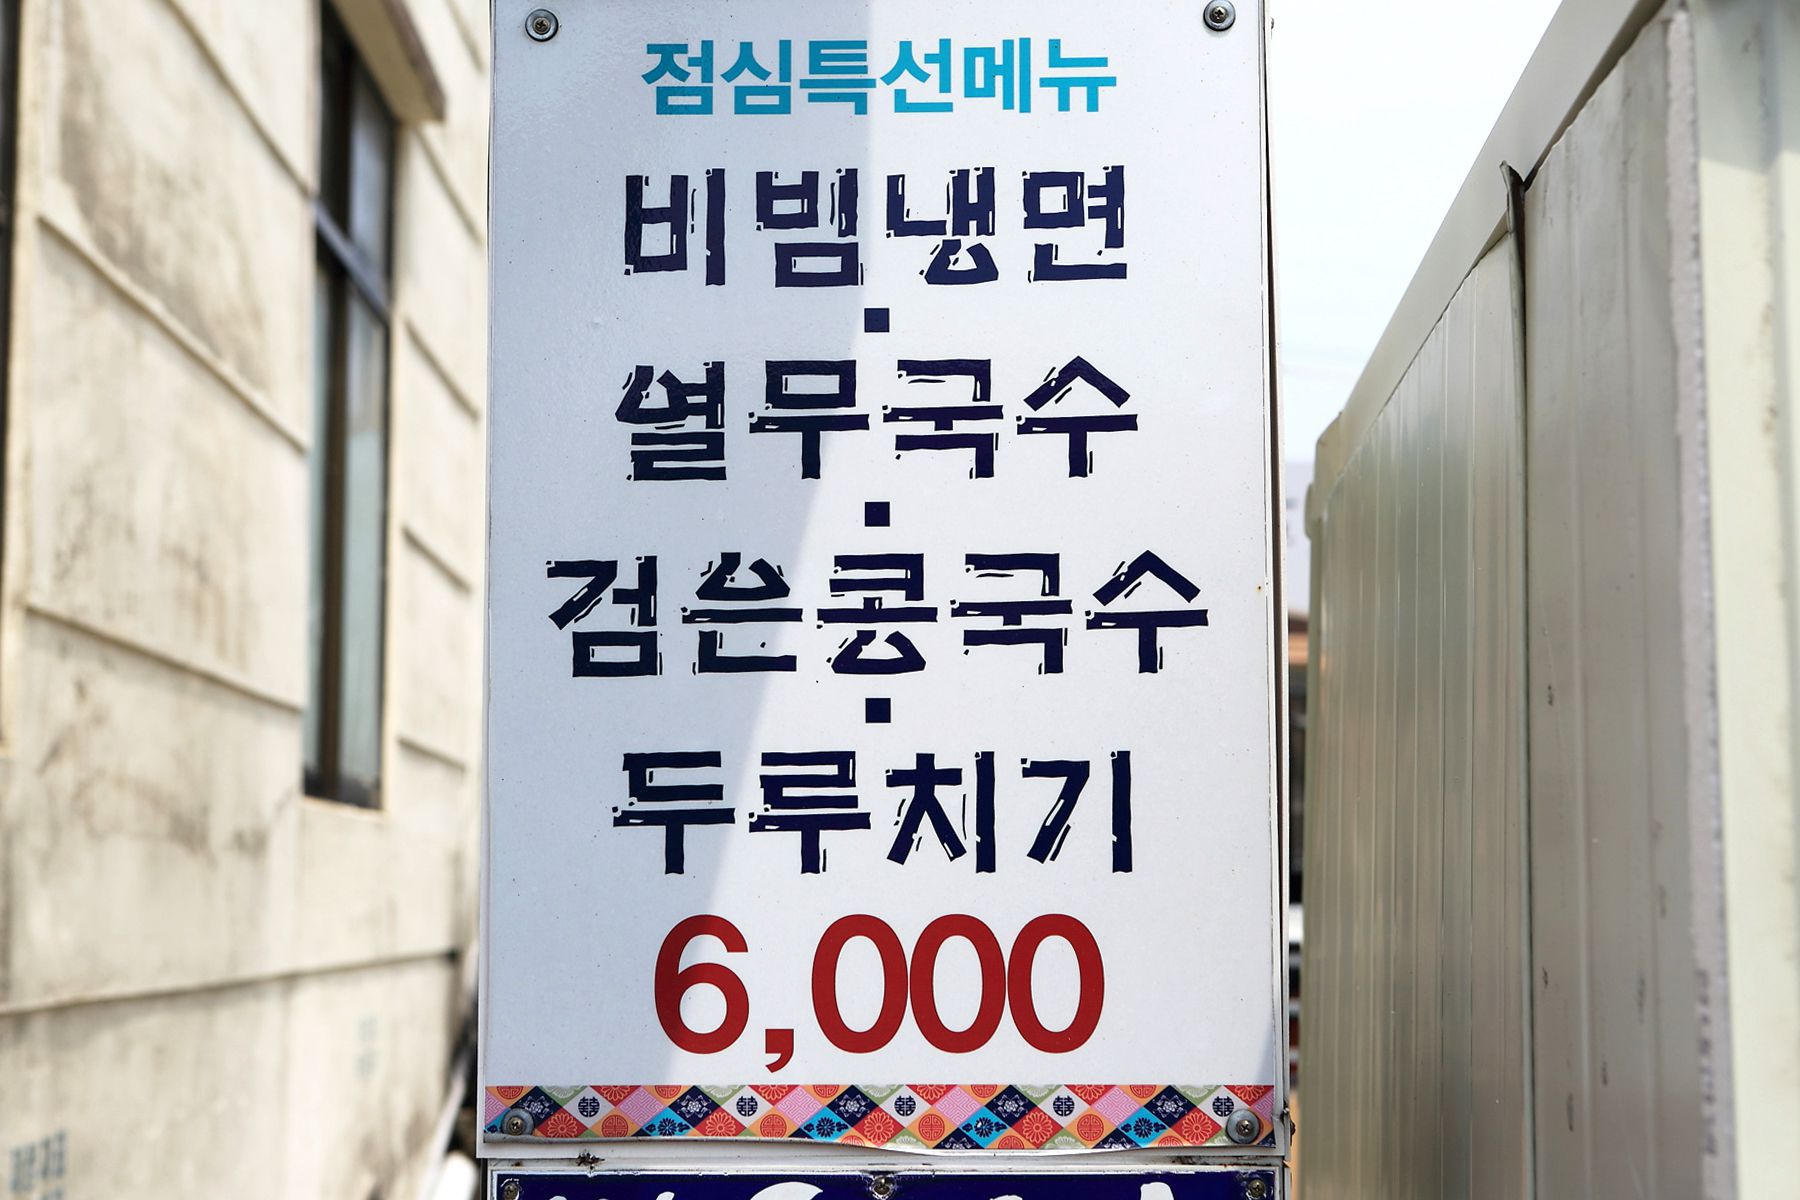 점심특선메뉴
비빔냉면
·
열무국수
·
검은콩국수
·
두루치기
6,000